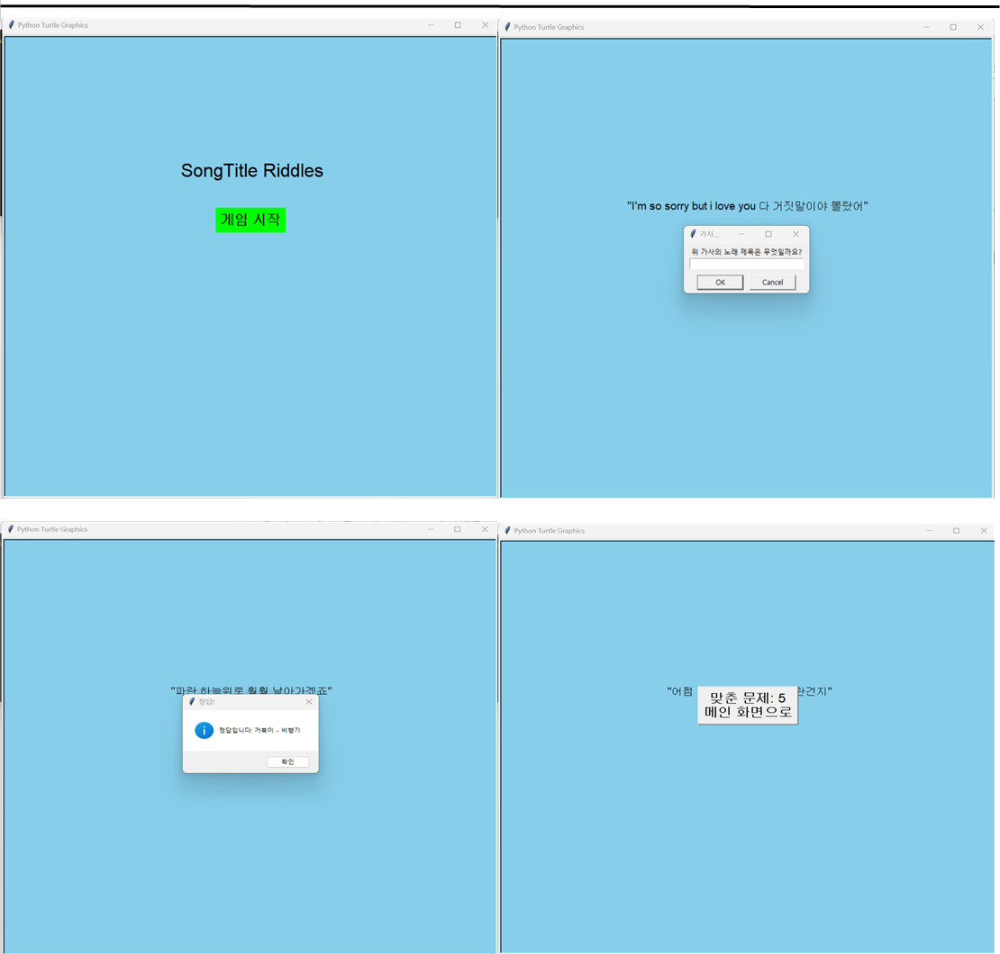 Python Turtle Graphics
SongTitle Riddles
게임 시작
Python Turtle Graphics
"I'm so sorry but i love you 다 거짓말이야 몰랐어"
가사...
위 가사의 노래 제목은 무엇일까요?
OK Cancel
Python Turtle Graphics
"파란 하늘위로 훨훨 날아가겠죠"
정답!
정답입니다: 거북이 - 비행기
확인
Python Turtle Graphics
"어쩜 란건지"
맞춘 문제: 5
메인 화면으로